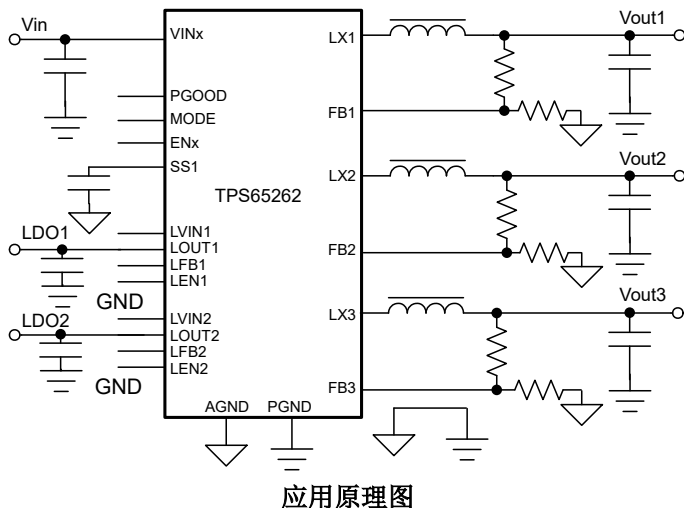 Vin
VINx
PGOOD
MODE
ENx
SS1
TPS65262
LDO1
LVIN1
LOUT1
LFB1
LEN1
GND
LDO2
LVIN2
LOUT2
LFB2
LEN2
GND
AGND
PGND
LX1
Vout1
FB1
LX2
Vout2
FB2
LX3
Vout3
FB3
应用原理图